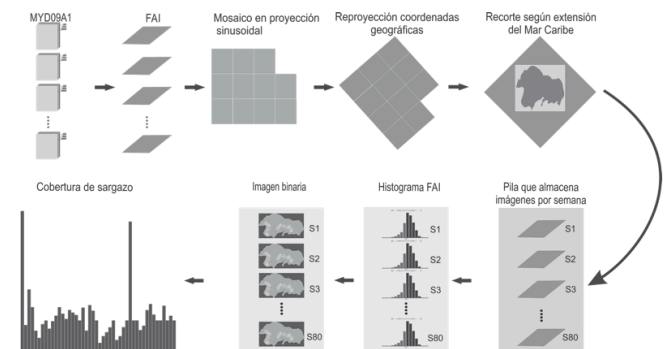 MYD09A1
FAI
Mosaico en proyección
sinusoidal
Reproyección coordenadas
geográficas
Recorte según extensión
del Mar Caribe
Cobertura de sargazo
Imagen binaria
Histograma FAI
Pila que almacena
imágenes por semana
S1
S2
S3
S80
S1
S2
S3
S80
S1
S2
S3
S80